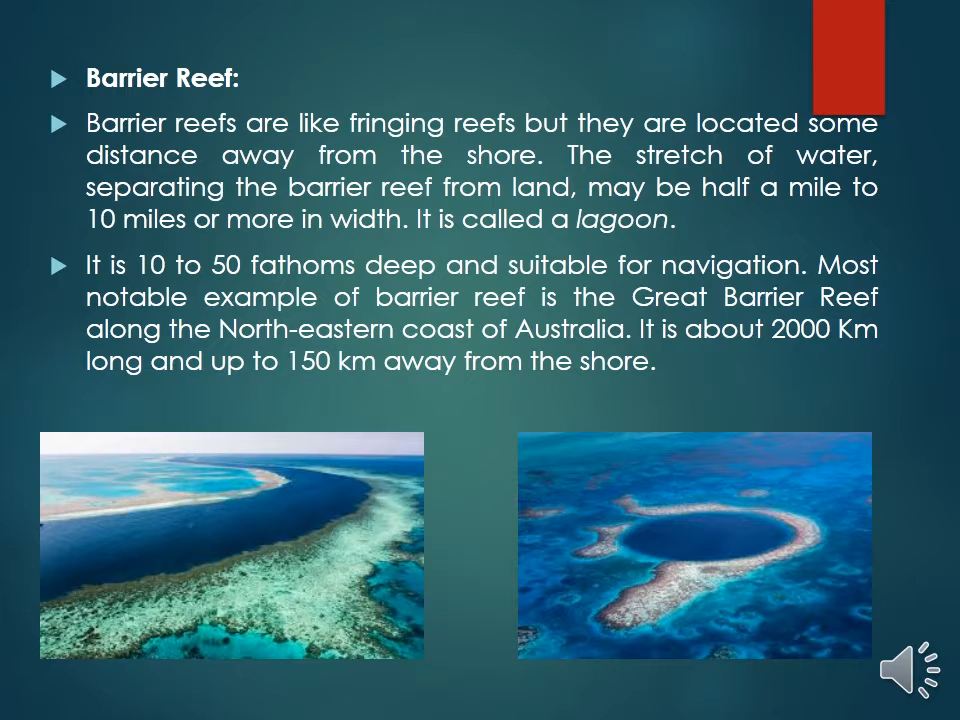 Barrier Reef:
Barrier reefs are like fringing reefs but they are located some
distance away from the shore. The stretch of water,
separating the barrier reef from land, may be half a mile to
10 miles or more in width. It is called a lagoon.
It is 10 to 50 fathoms deep and suitable for navigation. Most
notable example of barrier reef is the Great Barrier Reef
along the North-eastern coast of Australia. It is about 2000 Km
long and up to 150 km away from the shore.